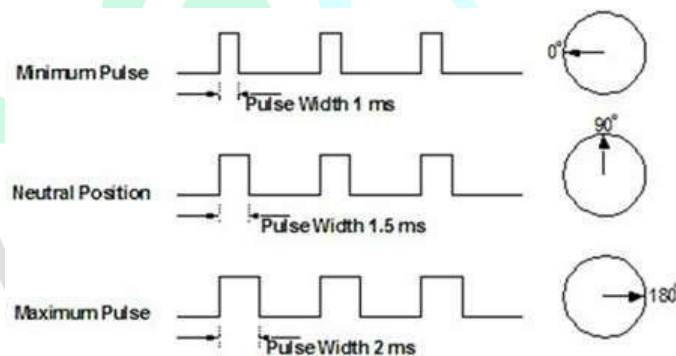 Minimum Pulse
Pulse Width 1 ms
0°
Neutral Position
Pulse Width 1.5 ms
90°
Maximum Pulse
Pulse Width 2 ms
180°